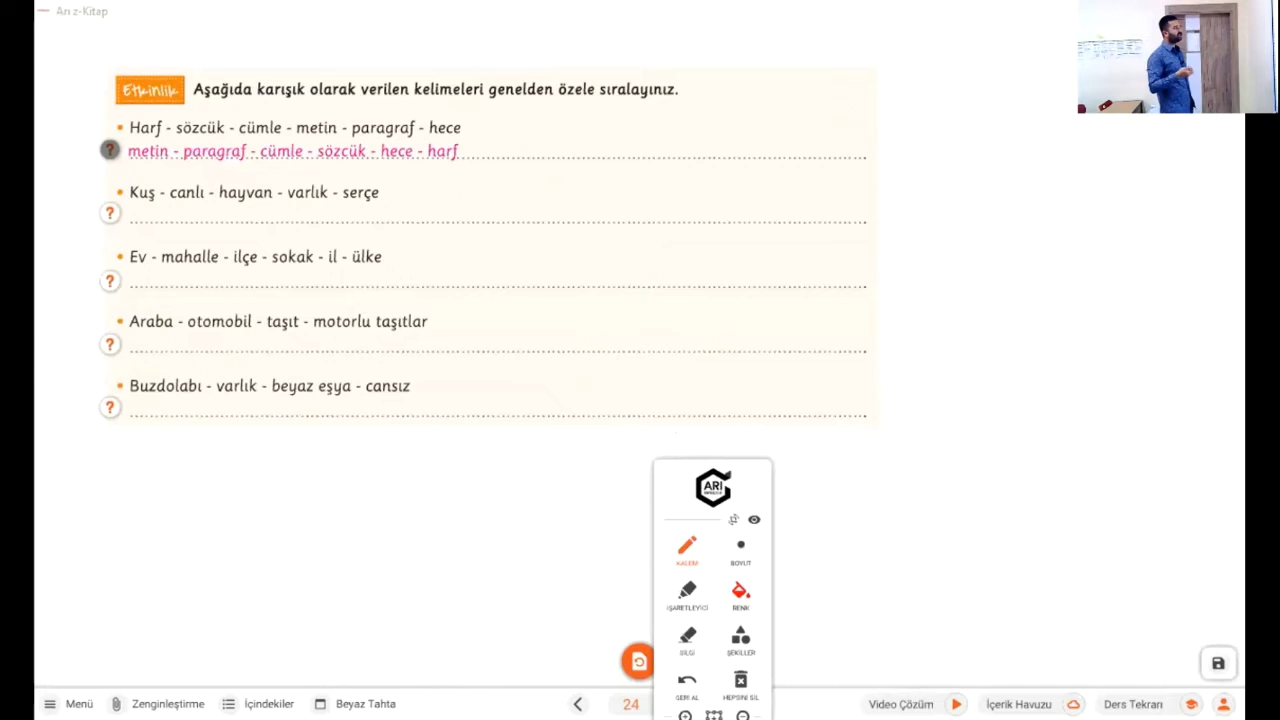 Arı z-Kitap
Etkinlik Aşağıda karışık olarak verilen kelimeleri genelden özele sıralayınız.
• Harf - sözcük - cümle - metin - paragraf - hece
? metin - paragraf - cümle - sözcük - hece - harf
• Kuş - canlı - hayvan - varlık - serçe
?
• Ev - mahalle - ilçe - sokak - il - ülke
?
• Araba - otomobil - taşıt - motorlu taşıtlar
?
• Buzdolabı - varlık - beyaz eşya - cansız
?
ARI
KALEM BOYUT
İŞARETLEYİCİ RENK
SİLGİ ŞEKİLLER
GERİ AL HEPSİNİ SİL
Menü Zenginleştirme İçindekiler Beyaz Tahta 24 Video Çözüm İçerik Havuzu Ders Tekrarı